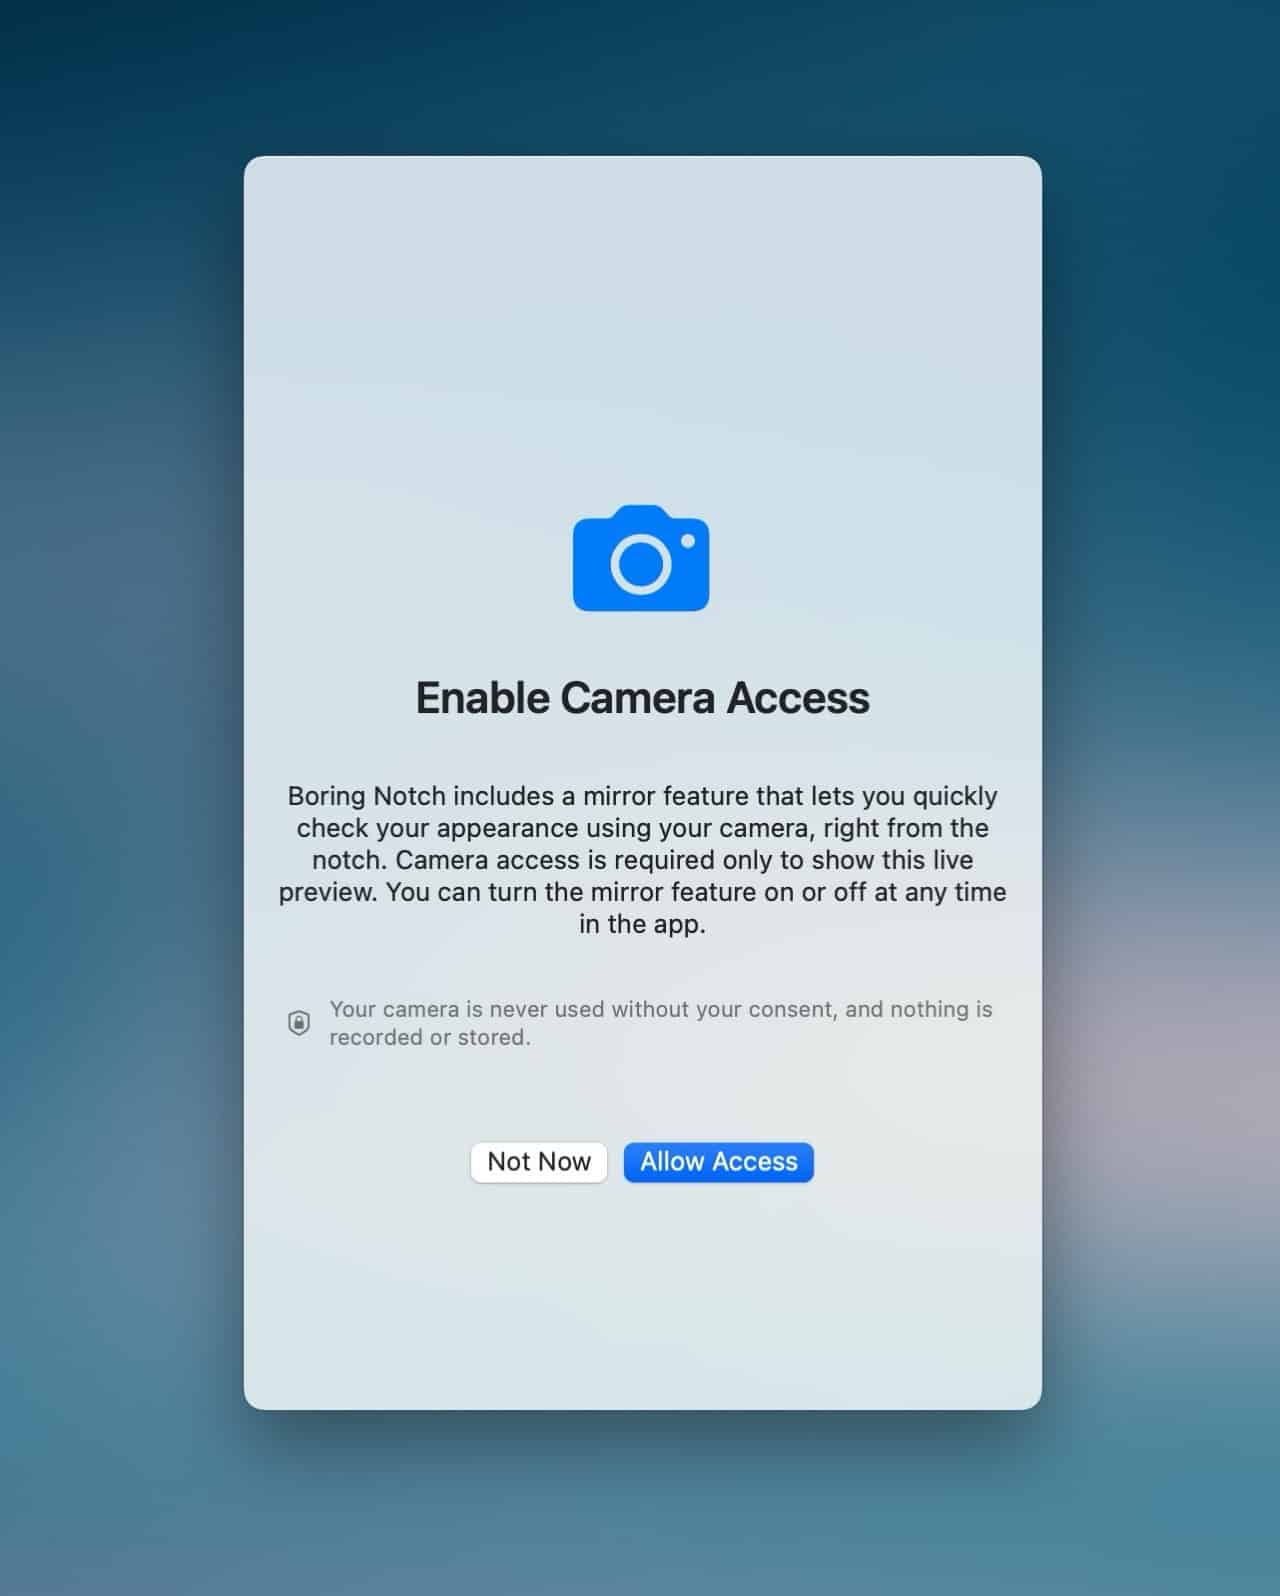 Enable Camera Access
Boring Notch includes a mirror feature that lets you quickly
check your appearance using your camera, right from the
notch. Camera access is required only to show this live
preview. You can turn the mirror feature on or off at any time
in the app.
Your camera is never used without your consent, and nothing is
recorded or stored.
Not Now
Allow Access